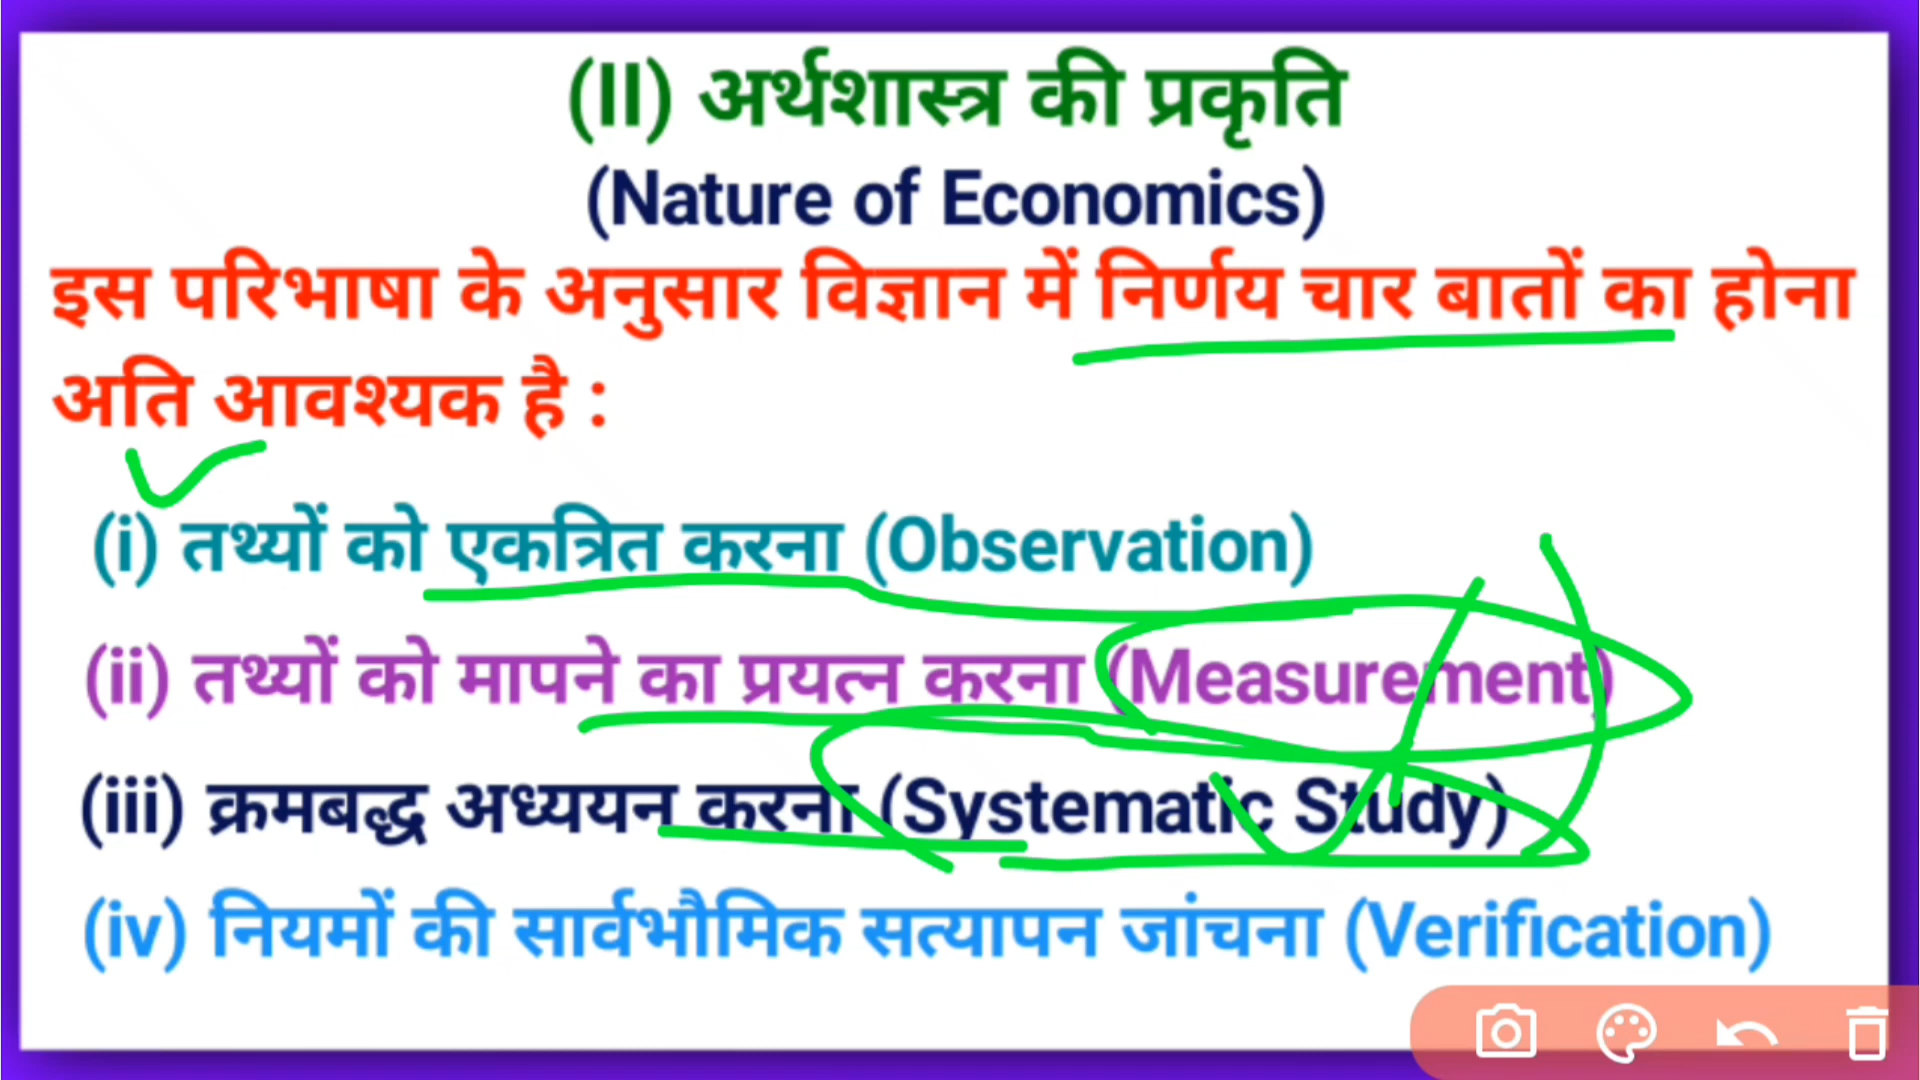 (II) अर्थशास्त्र की प्रकृति
(Nature of Economics)
इस परिभाषा के अनुसार विज्ञान में निर्णय चार बातों का होना
अति आवश्यक है :
(i) तथ्यों को एकत्रित करना (Observation)
(ii) तथ्यों को मापने का प्रयत्न करना (Measurement)
(iii) क्रमबद्ध अध्ययन करना (Systematic Study)
(iv) नियमों की सार्वभौमिक सत्यापन जांचना (Verification)